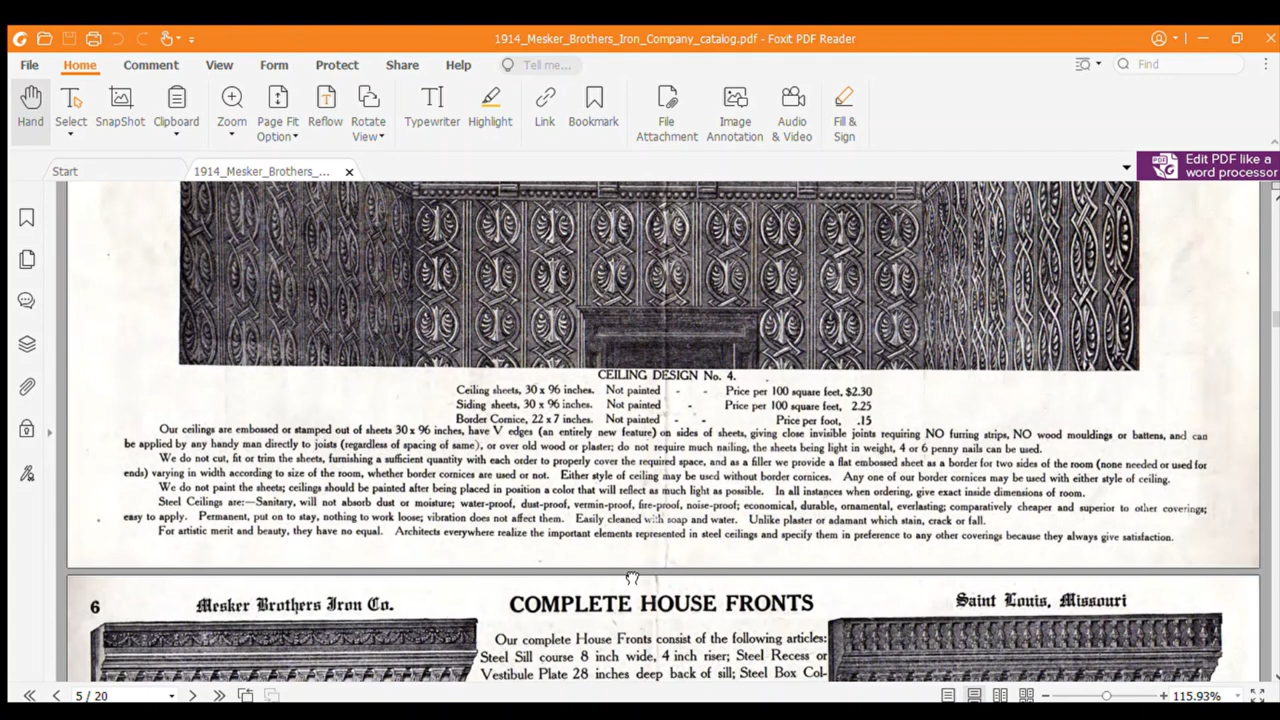 1914_Mesker_Brothers_Iron_Company_catalog.pdf - Foxit PDF Reader
File Home Comment View Form Protect Share Help Tell me... Find
Hand Select SnapShot Clipboard Zoom Page Fit Option Reflow Rotate View Typewriter Highlight Link Bookmark File Attachment Image Annotation Audio & Video Fill & Sign
Start 1914_Mesker_Brothers_... Edit PDF like a
word processor
CEILING DESIGN No. 4.
Ceiling sheets, 30 x 96 inches. Not painted - - Price per 100 square feet, $2.30
Siding sheets, 30 x 96 inches. Not painted - Price per 100 square feet, 2.25
Border Cornice, 22 x 7 inches. Not painted - - Price per foot, .15
Our ceilings are embossed or stamped out of sheets 30 x 96 inches, have V edges (an entirely new feature) on sides of sheets, giving close invisible joints requiring NO furring strips, NO wood mouldings or battens, and can
be applied by any handy man directly to joists (regardless of spacing of same), or over old wood or plaster; do not require much nailing, the sheets being light in weight, 4 or 6 penny nails can be used.
We do not cut, fit or trim the sheets, furnishing a sufficient quantity with each order to properly cover the required space, and as a filler we provide a flat embossed sheet as a border for two sides of the room (none needed or used for
ends) varying in width according to size of the room, whether border cornices are used or not. Either style of ceiling may be used without border cornices. Any one of our border cornices may be used with either style of ceiling.
We do not paint the sheets; ceilings should be painted after being placed in position a color that will reflect as much light as possible. In all instances when ordering, give exact inside dimensions of room.
Steel Ceilings are:—Sanitary, will not absorb dust or moisture; water-proof, dust-proof, vermin-proof, fire-proof, noise-proof; economical, durable, ornamental, everlasting; comparatively cheaper and superior to other coverings;
easy to apply. Permanent, put on to stay, nothing to work loose; vibration does not affect them. Easily cleaned with soap and water. Unlike plaster or adamant which stain, crack or fall.
For artistic merit and beauty, they have no equal. Architects everywhere realize the important elements represented in steel ceilings and specify them in preference to any other coverings because they always give satisfaction.
6 Mesker Brothers Iron Co. COMPLETE HOUSE FRONTS Saint Louis, Missouri
Our complete House Fronts consist of the following articles:
Steel Sill course 8 inch wide, 4 inch riser; Steel Recess or
Vestibule Plate 28 inches deep back of sill; Steel Box Col-
5 / 20 115.93%